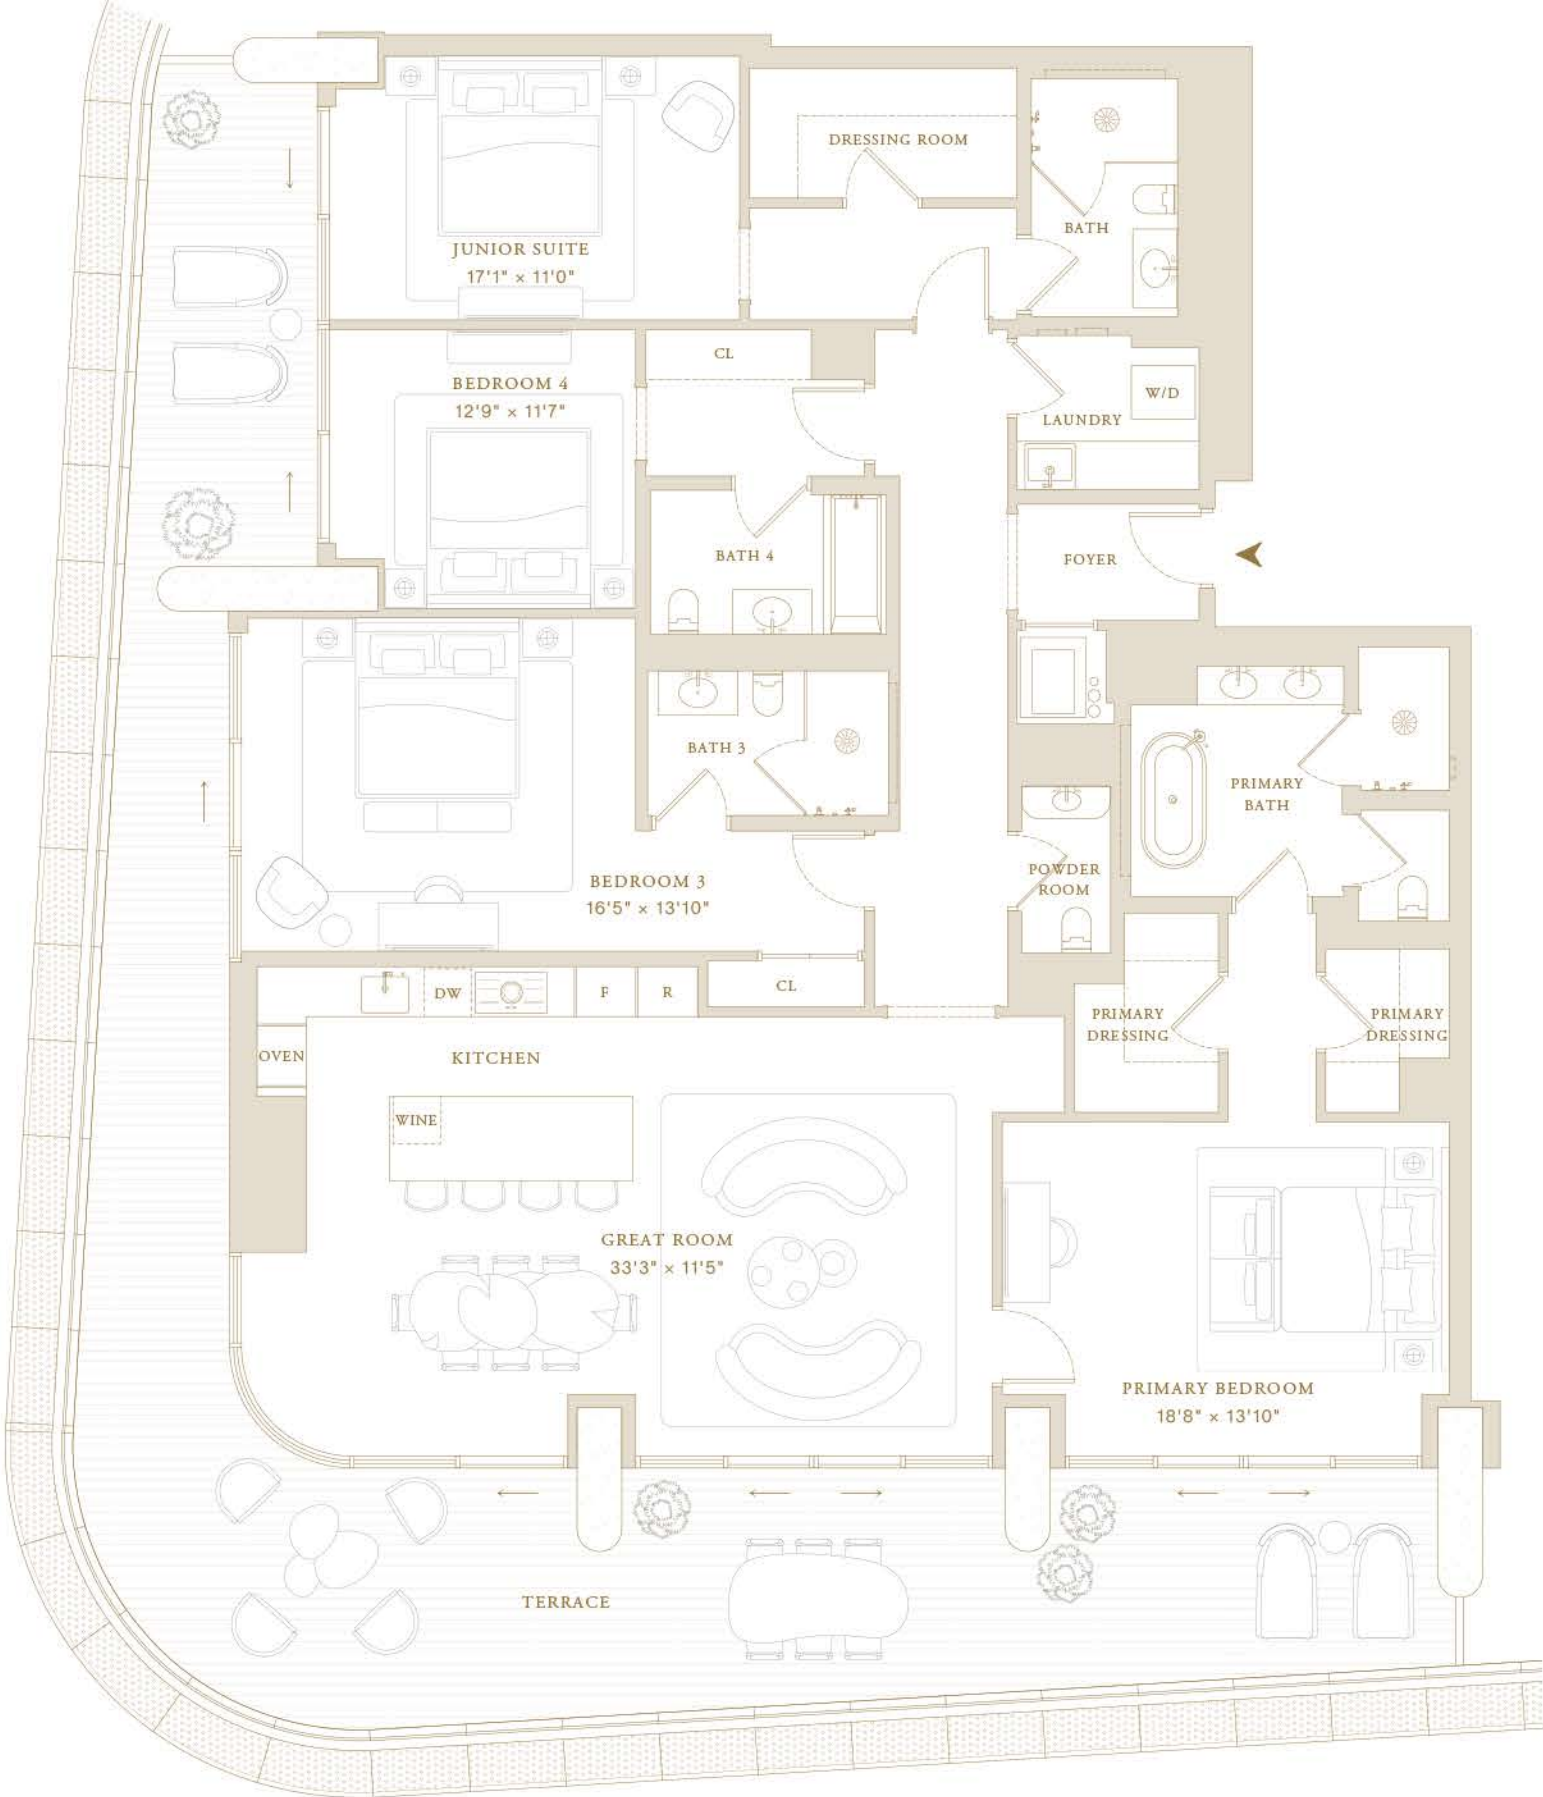 DRESSING ROOM
BATH
JUNIOR SUITE
17'1" × 11'0"
CL
BEDROOM 4
12'9" × 11'7"
W/D
LAUNDRY
BATH 4
FOYER
BATH 3
PRIMARY
BATH
POWDER
ROOM
BEDROOM 3
16'5" × 13'10"
DW
F
R
CL
PRIMARY
DRESSING
PRIMARY
DRESSING
OVEN
KITCHEN
WINE
GREAT ROOM
33'3" × 11'5"
PRIMARY BEDROOM
18'8" × 13'10"
TERRACE